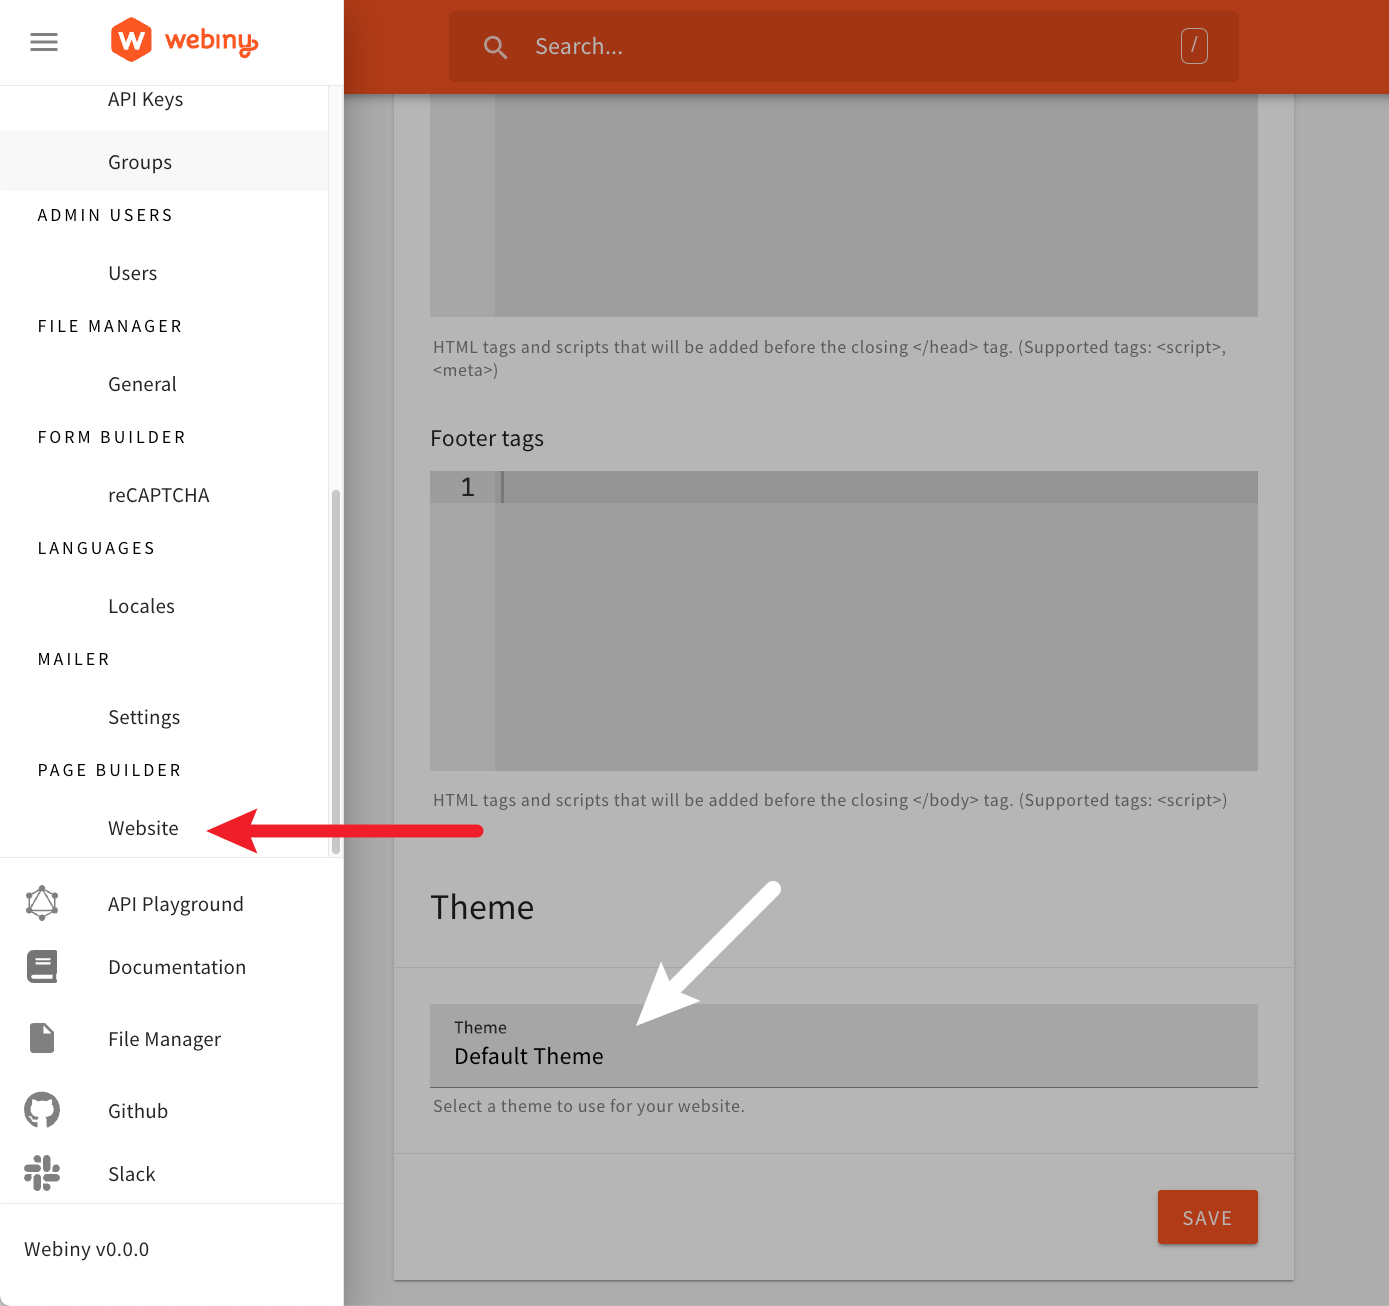 webiny
API Keys
Groups
ADMIN USERS
Users
FILE MANAGER
General
FORM BUILDER
reCAPTCHA
LANGUAGES
Locales
MAILER
Settings
PAGE BUILDER
Website
API Playground
Documentation
File Manager
Github
Slack
Webiny v0.0.0
Search...
/
HTML tags and scripts that will be added before the closing </head> tag. (Supported tags: <script>,
<meta>)
Footer tags
1
HTML tags and scripts that will be added before the closing </body> tag. (Supported tags: <script>)
Theme
Theme
Default Theme
Select a theme to use for your website.
SAVE